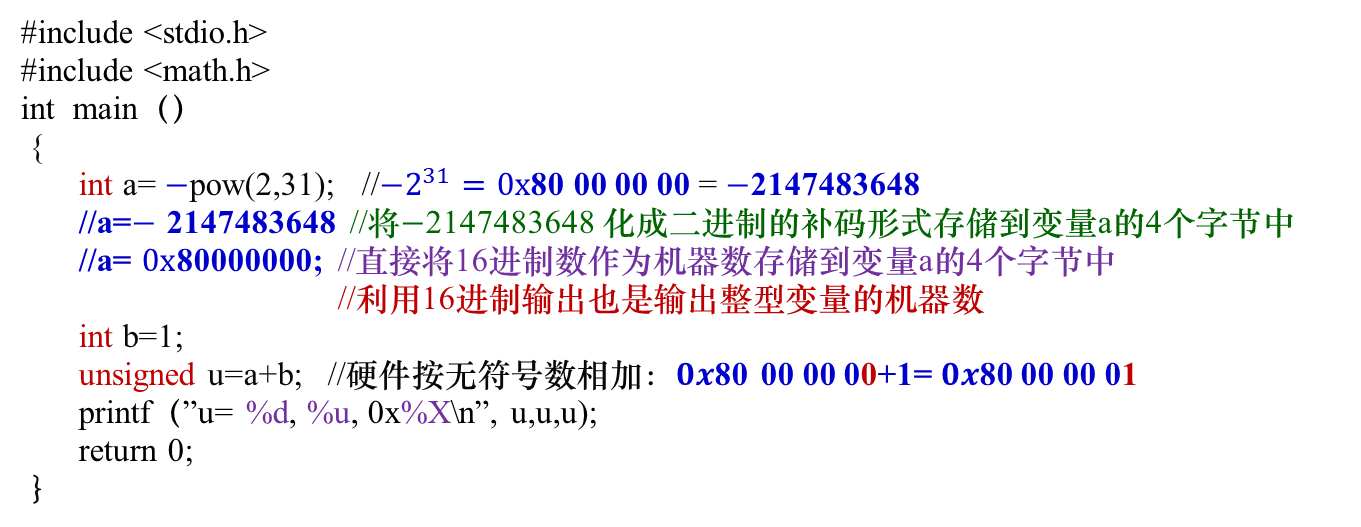 #include <stdio.h>
#include <math.h>
int main ()
{
int a= −pow(2,31); //−2³¹ = 0x80 00 00 00 = −2147483648
//a=− 2147483648 //将−2147483648 化成二进制的补码形式存储到变量a的4个字节中
//a= 0x80000000; //直接将16进制数作为机器数存储到变量a的4个字节中
//利用16进制输出也是输出整型变量的机器数
int b=1;
unsigned u=a+b; //硬件按无符号数相加：0x80 00 00 00+1= 0x80 00 00 01
printf (”u= %d, %u, 0x%X\n”, u,u,u);
return 0;
}